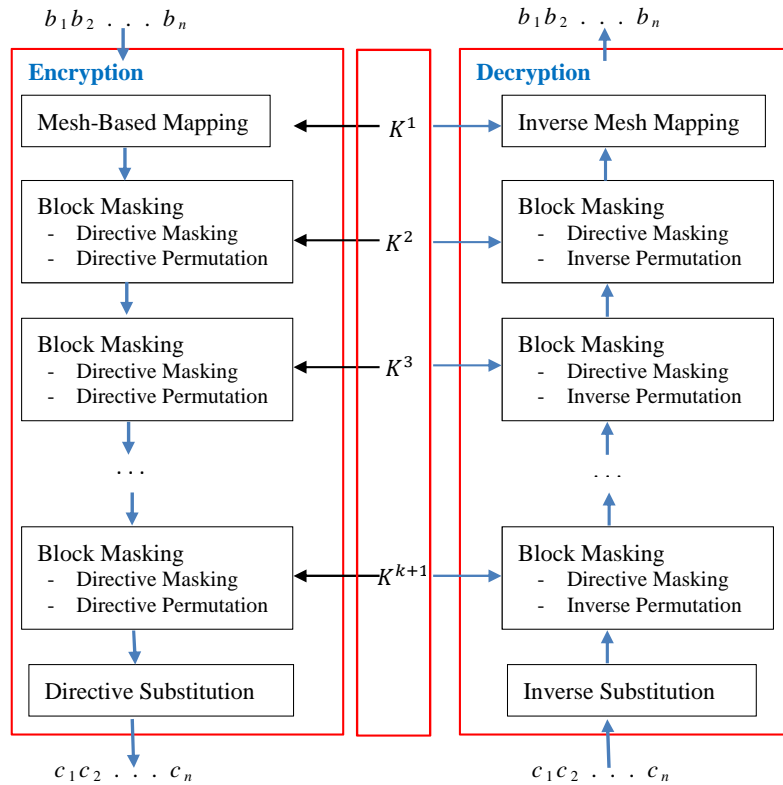 b₁b₂ . . . bₙ
Encryption
Mesh-Based Mapping
Block Masking
- Directive Masking
- Directive Permutation
Block Masking
- Directive Masking
- Directive Permutation
. . .
Block Masking
- Directive Masking
- Directive Permutation
Directive Substitution
c₁c₂ . . . cₙ
K¹
K²
K³
Kᵏ⁺¹
b₁b₂ . . . bₙ
Decryption
Inverse Mesh Mapping
Block Masking
- Directive Masking
- Inverse Permutation
Block Masking
- Directive Masking
- Inverse Permutation
. . .
Block Masking
- Directive Masking
- Inverse Permutation
Inverse Substitution
c₁c₂ . . . cₙ